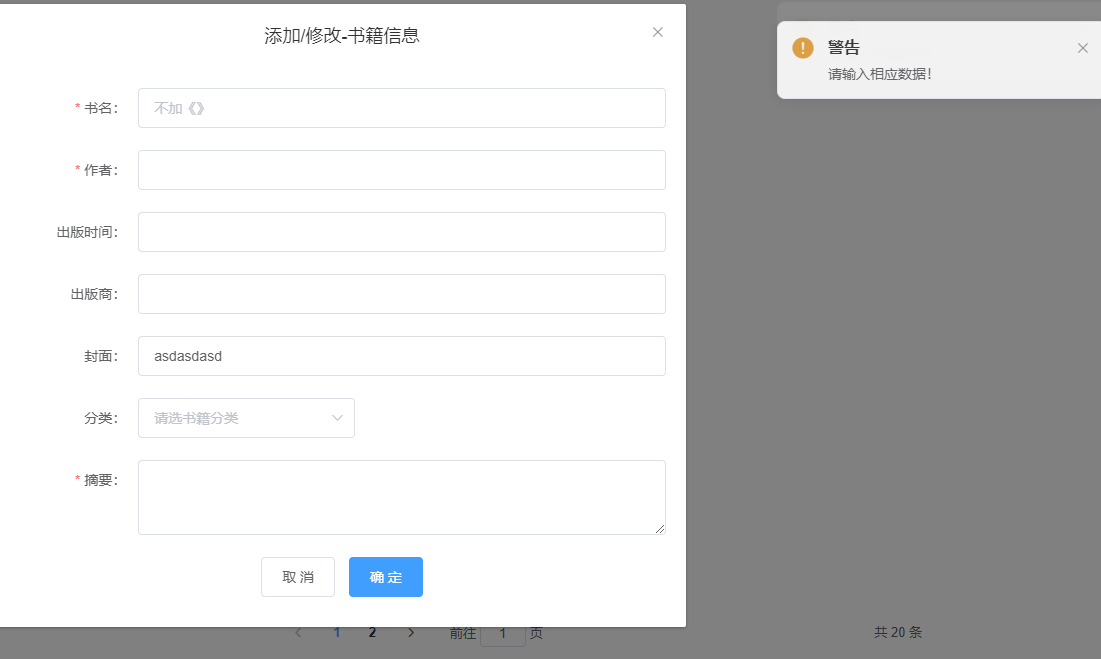 添加/修改-书籍信息
警告
请输入相应数据！
* 书名：
不加《》
* 作者：
出版时间：
出版商：
封面：
asdasdasd
分类：
请选书籍分类
* 摘要：
取 消
确 定
1 2 前往 1 页
共 20 条